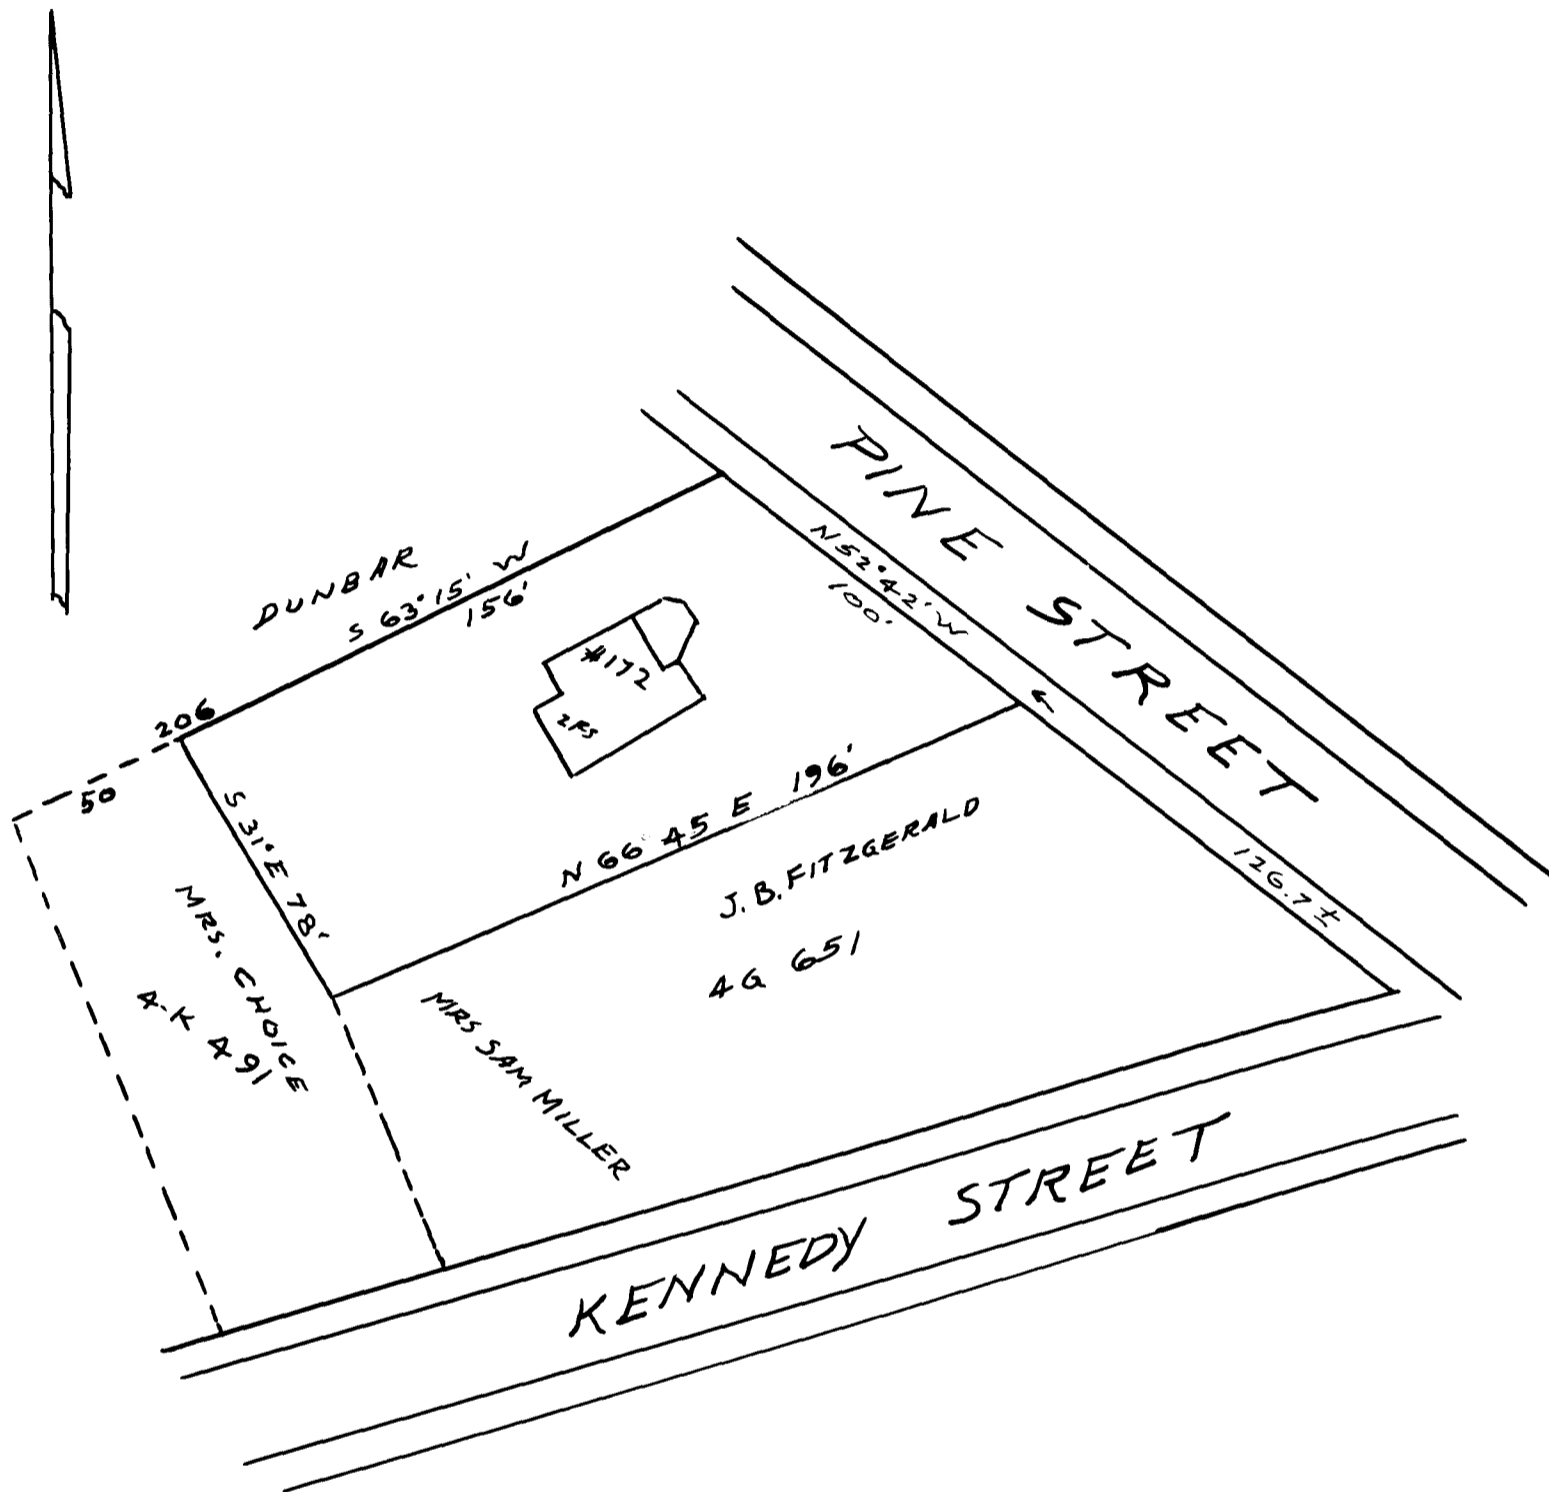 PINE STREET
N52°42'W
100'
DUNBAR
S 63°15' W
156'
#172
206
50
S 31°E 78'
N 66 45 E 196'
J.B. FITZGERALD
4G 651
126.7±
MRS. CHOICE
4-K 491
MRS SAM MILLER
KENNEDY STREET